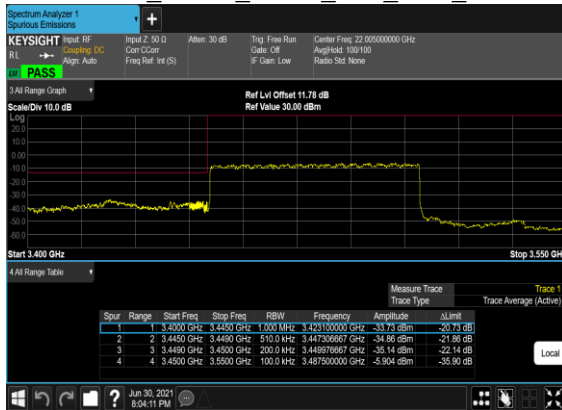 Spectrum Analyzer 1
Spurious Emissions
KEYSIGHT
RL
PASS
Input: RF
Coupling: DC
Align: Auto
Input Z: 50 Ω
Corr CCorr
Freq Ref: Int (S)
Atten: 30 dB
Trig: Free Run
Gate: Off
IF Gain: Low
Center Freq: 22.005000000 GHz
Avg|Hold: 100/100
Radio Std: None
3 All Range Graph
Scale/Div 10.0 dB
Ref Lvl Offset 11.78 dB
Ref Value 30.00 dBm
Log
20.0
10.0
0.00
-10.0
-20.0
-30.0
-40.0
-50.0
-60.0
Start 3.400 GHz
Stop 3.550 GH
4 All Range Table
Measure Trace Trace 1
Trace Type Trace Average (Active)
Spur Range Start Freq Stop Freq RBW Frequency Amplitude ΔLimit
1 1 3.4000 GHz 3.4450 GHz 1.000 MHz 3.423100000 GHz -33.73 dBm -20.73 dB
2 2 3.4450 GHz 3.4490 GHz 510.0 kHz 3.447306667 GHz -34.86 dBm -21.86 dB
3 3 3.4490 GHz 3.4500 GHz 200.0 kHz 3.449976667 GHz -35.14 dBm -22.14 dB
4 4 3.4500 GHz 3.5500 GHz 100.0 kHz 3.487500000 GHz -5.904 dBm -35.90 dB
Local
Jun 30, 2021
8:04:11 PM